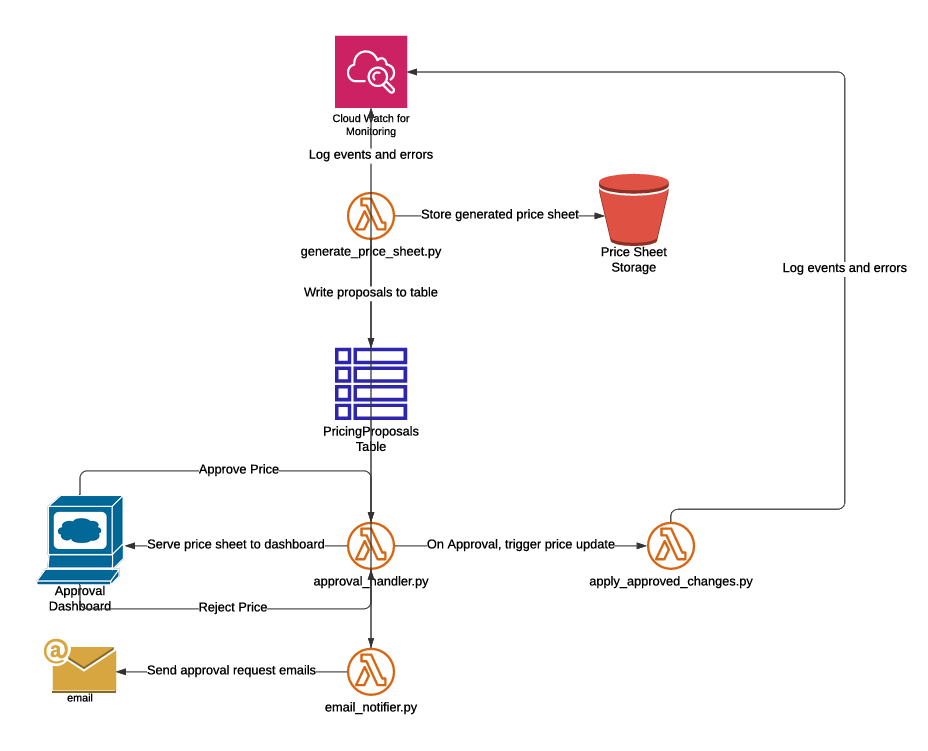 Cloud Watch for
Monitoring
Log events and errors
Store generated price sheet
generate_price_sheet.py
Price Sheet
Storage
Log events and errors
Write proposals to table
PricingProposals
Table
Approve Price
Serve price sheet to dashboard
On Approval, trigger price update
approval_handler.py
apply_approved_changes.py
Approval
Dashboard
Reject Price
@
Send approval request emails
email
email_notifier.py